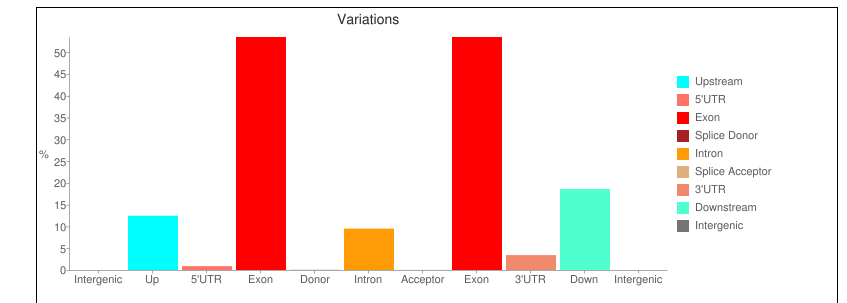 Variations
50
45
40
35
30
25
20
15
10
5
0
%
Intergenic Up 5'UTR Exon Donor Intron Acceptor Exon 3'UTR Down Intergenic
Upstream
5'UTR
Exon
Splice Donor
Intron
Splice Acceptor
3'UTR
Downstream
Intergenic